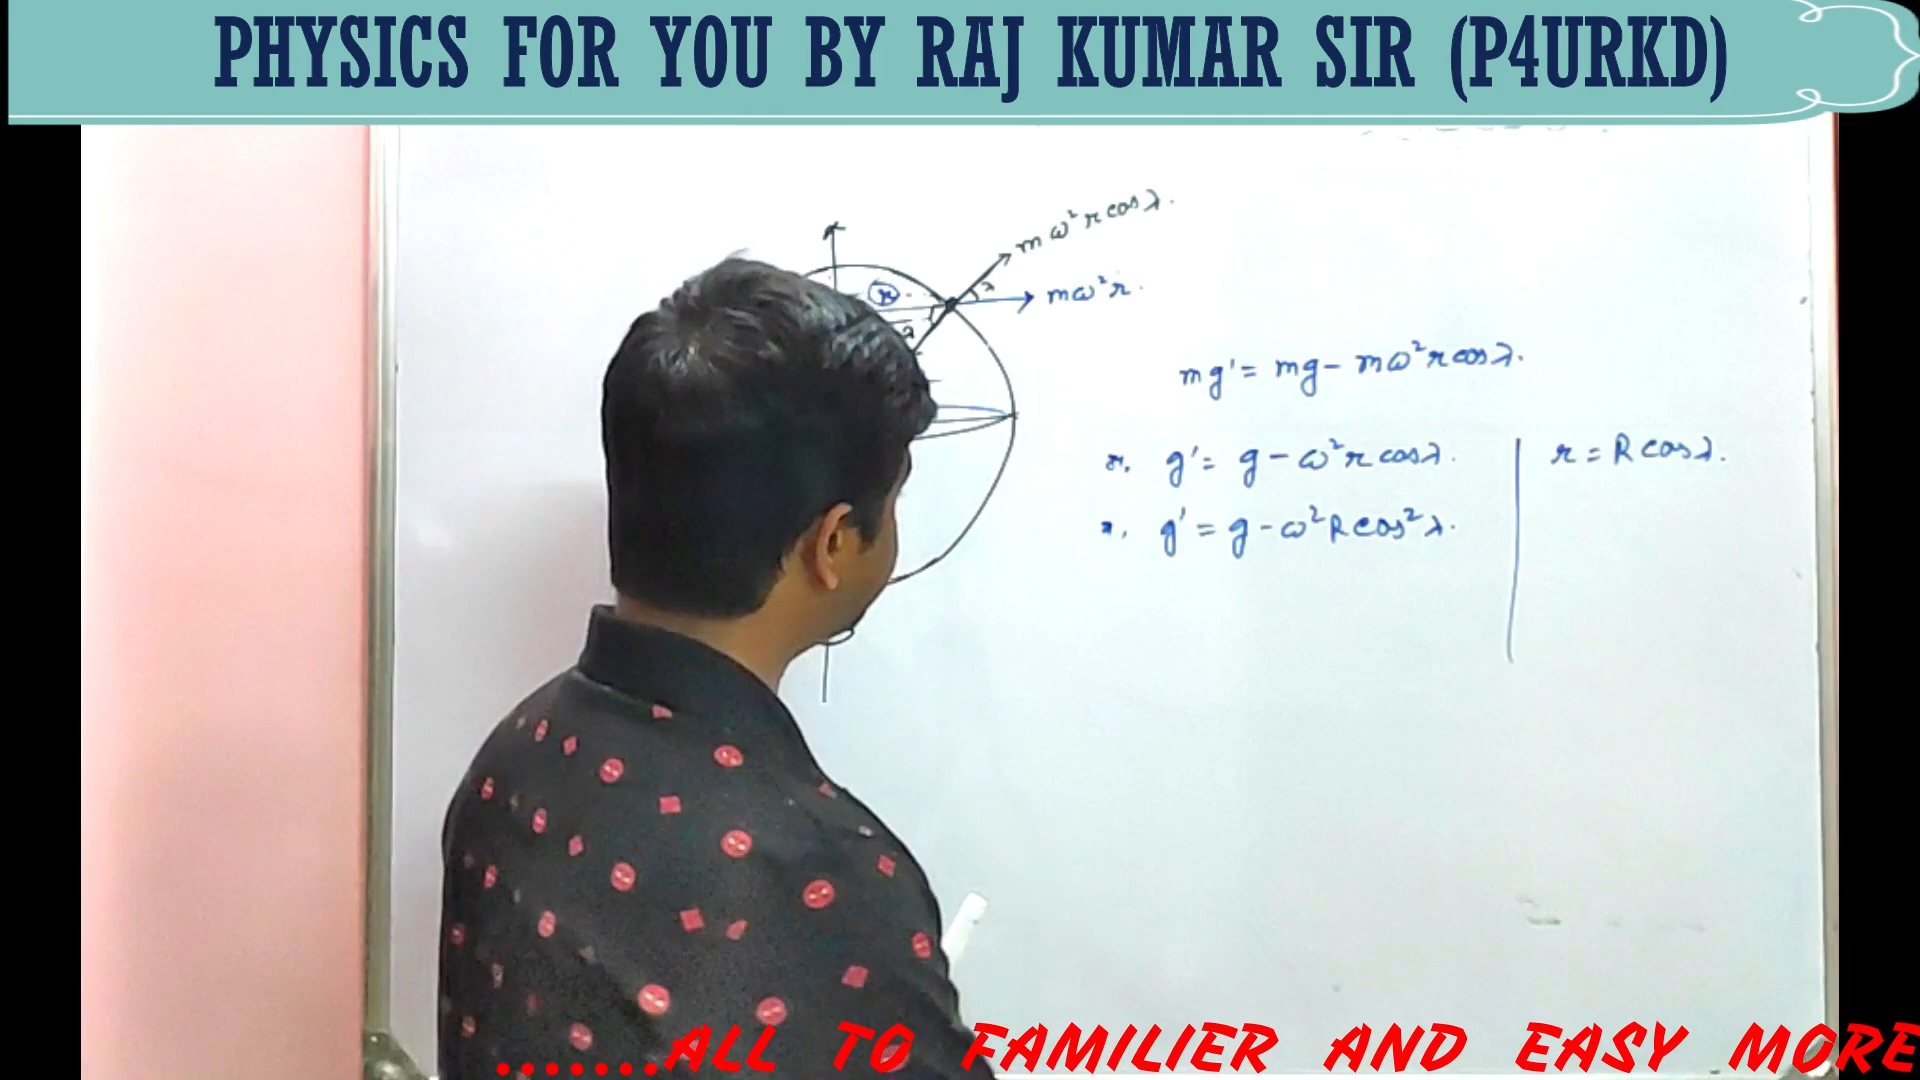 PHYSICS FOR YOU BY RAJ KUMAR SIR (P4URKD)
mω²r cosλ.
r
λ
mω²r.
λ
mg' = mg - mω²r cosλ.
g' = g - ω²r cosλ.
r = R cosλ.
g' = g - ω²R cos²λ.
.......ALL TO FAMILIER AND EASY MORE